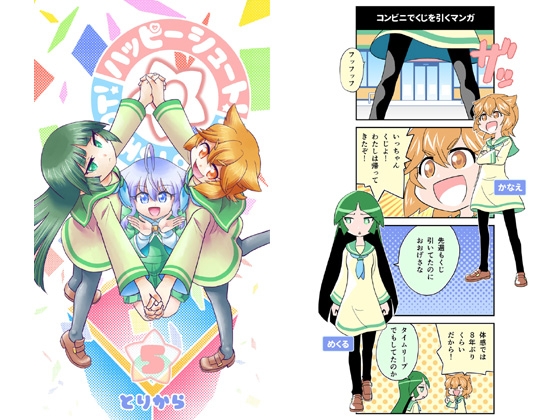 ハッピーシュート
5
とりから
コンビニでくじを引くマンガ
ザッ
フッフッフッ
いっちゃん
くじよ!
わたしは帰って
きたぞ!
かなえ
先週もくじ
引いてたのに
おおげさな
めくる
体感では
8年ぶり
くらい
だから!
タイムリープ
でもしてたのか